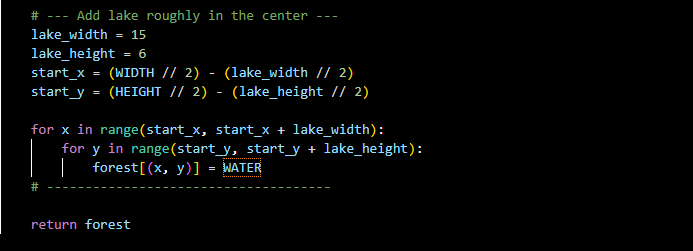 # --- Add lake roughly in the center ---
lake_width = 15
lake_height = 6
start_x = (WIDTH // 2) - (lake_width // 2)
start_y = (HEIGHT // 2) - (lake_height // 2)
for x in range(start_x, start_x + lake_width):
for y in range(start_y, start_y + lake_height):
forest[(x, y)] = WATER
# -------------------------------------
return forest